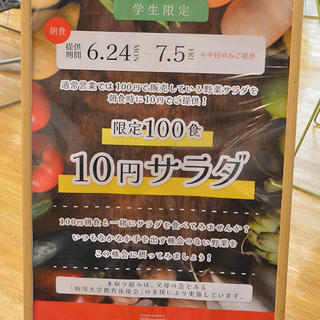 学生限定
朝食
提供期間 6.24 MON — 7.5 FRI ※平日のみご提供
通常営業では100円で販売している野菜サラダを
朝食時に10円でご提供！
限定100食
10円サラダ
100円朝食と一緒にサラダを食べてみませんか？
いつもなかなか手を出す機会のない野菜を
この機会に摂ってみましょう！
本取り組みは、父母の会である
大学教育後援会」の支援により実施しています。